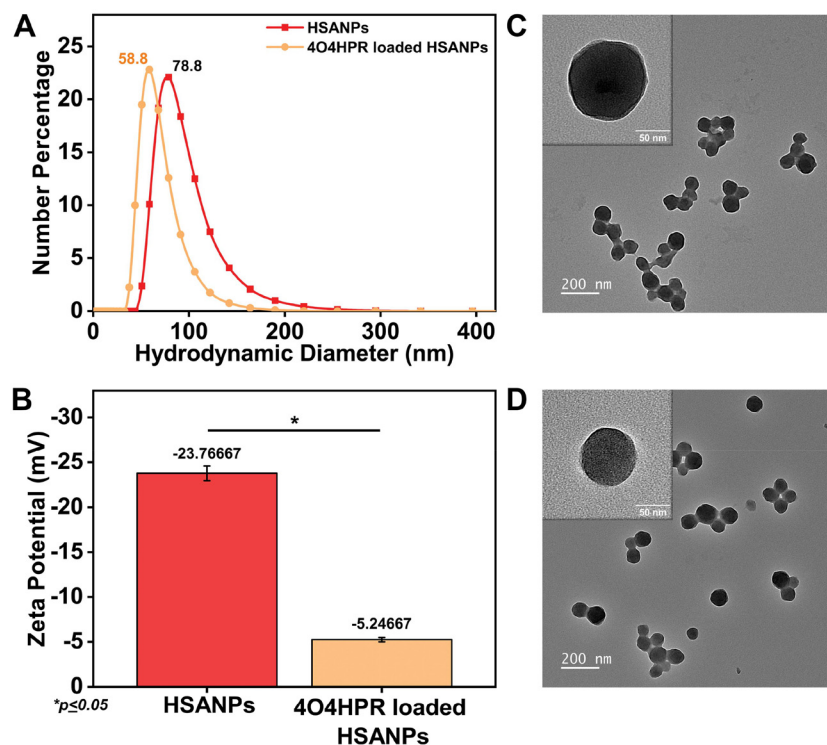 A
HSANPs
4O4HPR loaded HSANPs
58.8
78.8
Number Percentage
25
20
15
10
5
0
0
100
200
300
400
Hydrodynamic Diameter (nm)
B
Zeta Potential (mV)
-30
-25
-20
-15
-10
-5
0
*
-23.76667
-5.24667
*p≤0.05
HSANPs
4O4HPR loaded
HSANPs
C
50 nm
200 nm
D
50 nm
200 nm